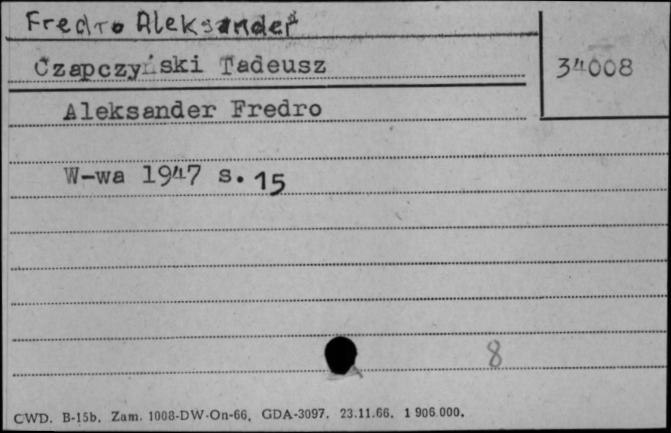 Fredro Aleksander
Czapczyński Tadeusz
34008
Aleksander Fredro
W-wa 1947 s. 15
8
CWD. B-15b. Zam. 1008-DW-On-66, GDA-3097. 23.11.66. 1 906.000.